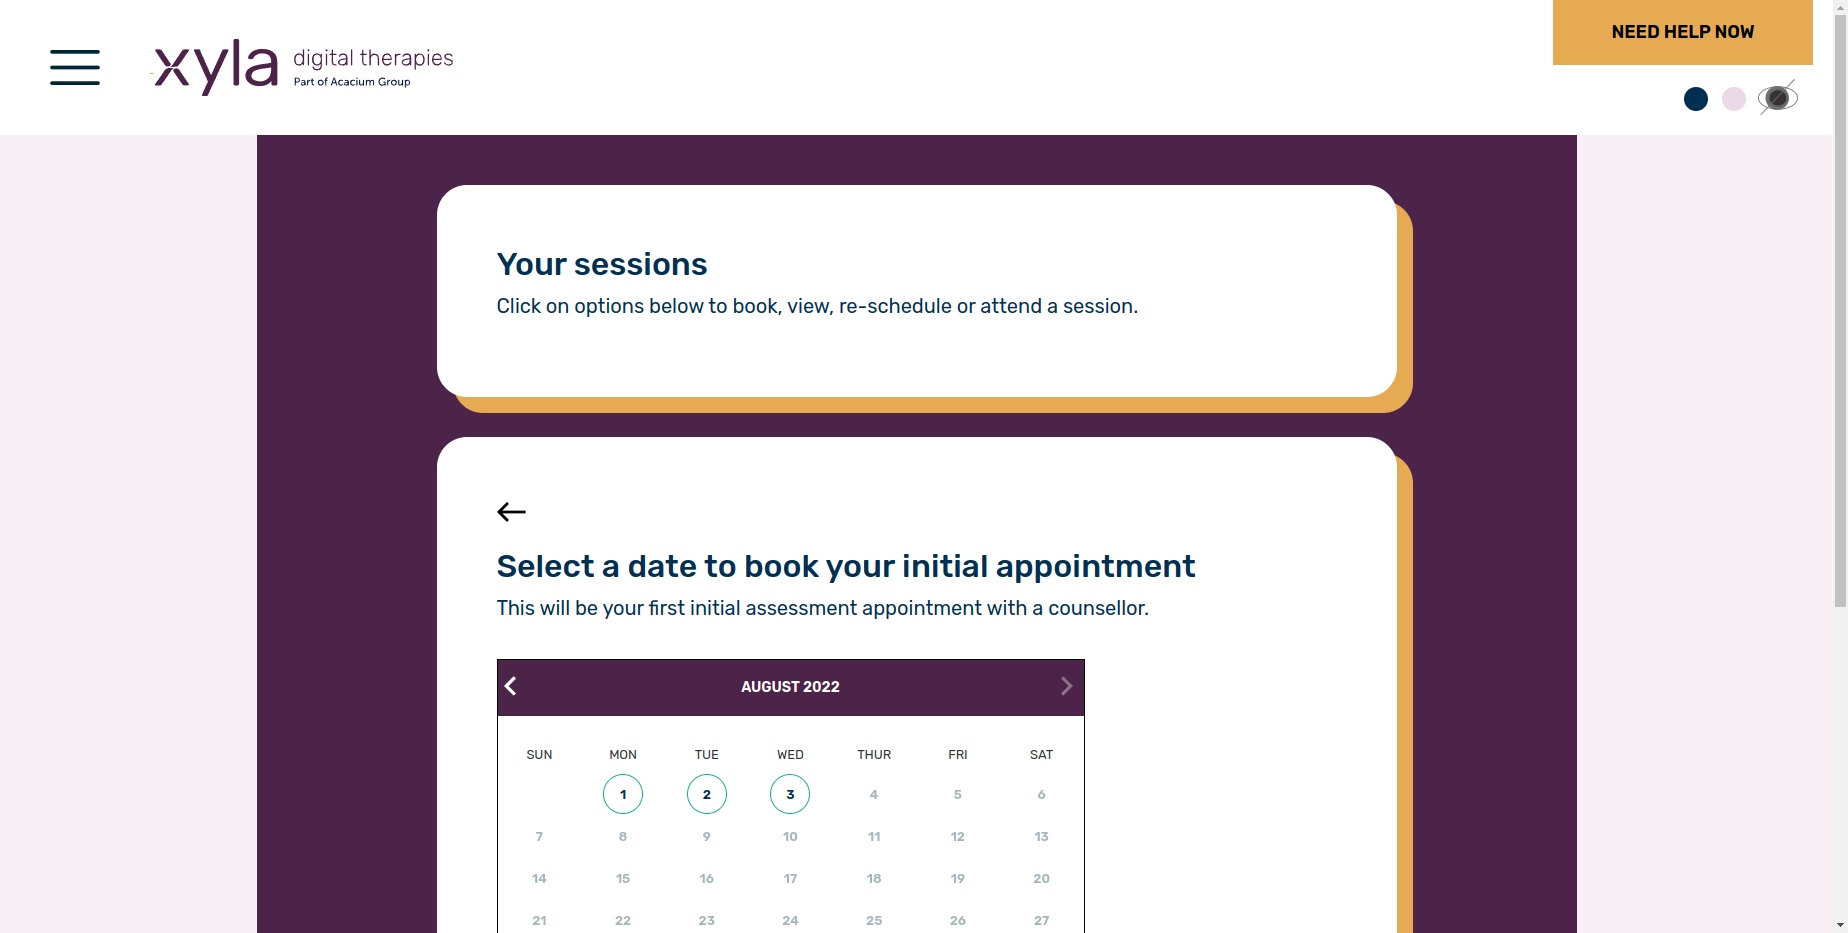 NEED HELP NOW
xyla digital therapies
Part of Acacium Group
Your sessions
Click on options below to book, view, re-schedule or attend a session.
Select a date to book your initial appointment
This will be your first initial assessment appointment with a counsellor.
AUGUST 2022
SUN MON TUE WED THUR FRI SAT
1 2 3 4 5 6
7 8 9 10 11 12 13
14 15 16 17 18 19 20
21 22 23 24 25 26 27